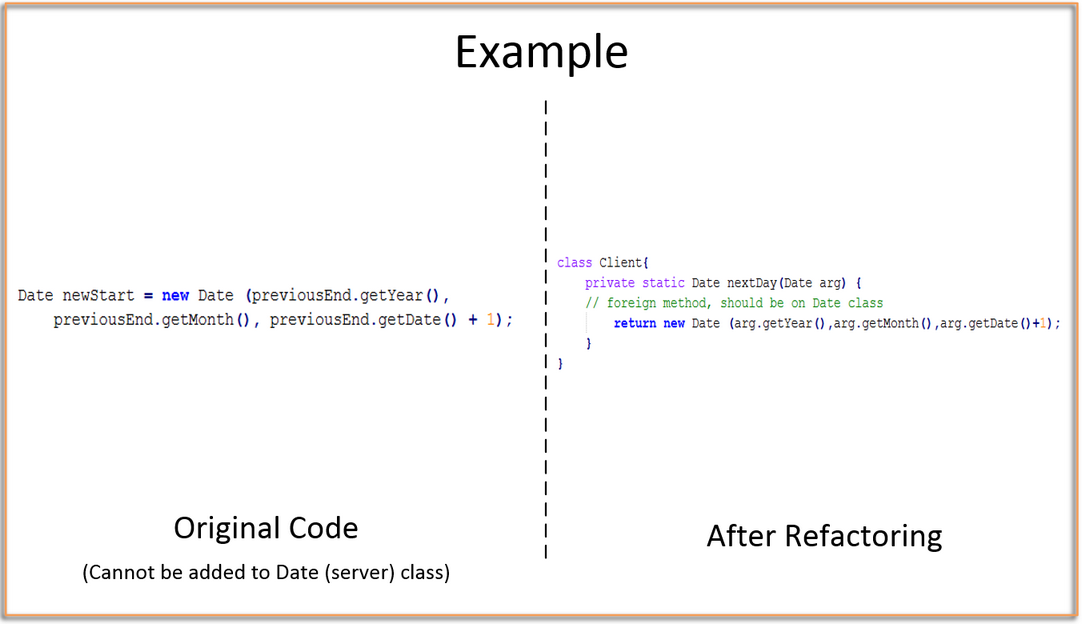 Example
Date newStart = new Date (previousEnd.getYear(),
previousEnd.getMonth(), previousEnd.getDate() + 1);
class Client{
private static Date nextDay(Date arg) {
// foreign method, should be on Date class
return new Date (arg.getYear(),arg.getMonth(),arg.getDate()+1);
}
}
Original Code
(Cannot be added to Date (server) class)
After Refactoring